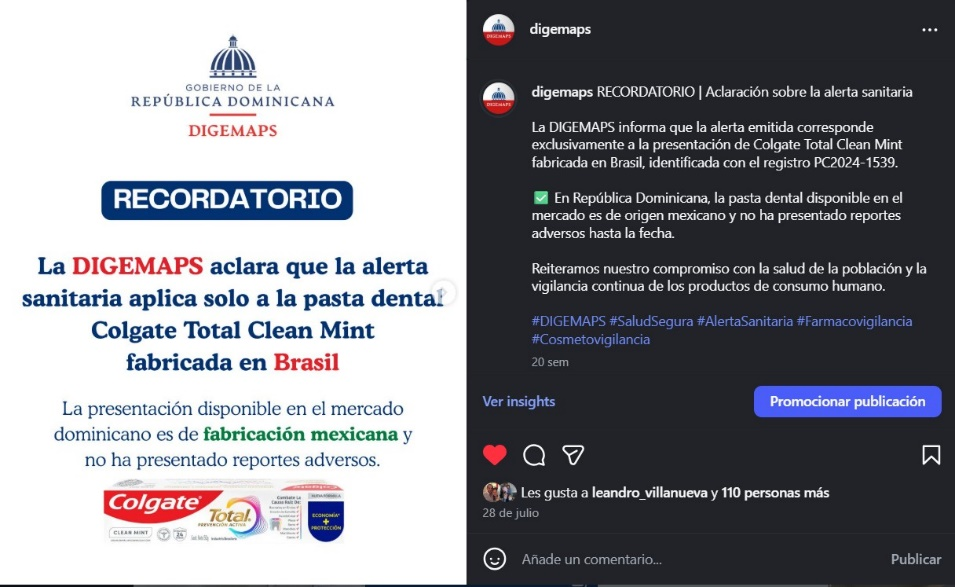 GOBIERNO DE LA
REPÚBLICA DOMINICANA
DIGEMAPS
RECORDATORIO
La DIGEMAPS aclara que la alerta
sanitaria aplica solo a la pasta dental
Colgate Total Clean Mint
fabricada en Brasil
La presentación disponible en el mercado
dominicano es de fabricación mexicana y
no ha presentado reportes adversos.
Colgate
Total
PREVENCIÓN ACTIVA
CLEAN MINT
ECONOMÍA
+
PROTECCIÓN
digemaps
digemaps RECORDATORIO | Aclaración sobre la alerta sanitaria
La DIGEMAPS informa que la alerta emitida corresponde
exclusivamente a la presentación de Colgate Total Clean Mint
fabricada en Brasil, identificada con el registro PC2024-1539.
✅ En República Dominicana, la pasta dental disponible en el
mercado es de origen mexicano y no ha presentado reportes
adversos hasta la fecha.
Reiteramos nuestro compromiso con la salud de la población y la
vigilancia continua de los productos de consumo humano.
#DIGEMAPS #SaludSegura #AlertaSanitaria #Farmacovigilancia
#Cosmetovigilancia
20 sem
Ver insights
Promocionar publicación
Les gusta a leandro_villanueva y 110 personas más
28 de julio
Añade un comentario...
Publicar